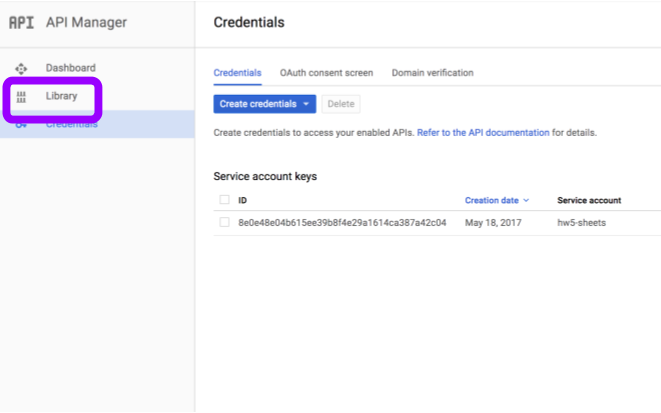 API API Manager
Credentials
Dashboard
Library
Credentials
Credentials OAuth consent screen Domain verification
Create credentials Delete
Create credentials to access your enabled APIs. Refer to the API documentation for details.
Service account keys
ID Creation date Service account
8e0e48e04b615ee39b8f4e29a1614ca387a42c04 May 18, 2017 hw5-sheets